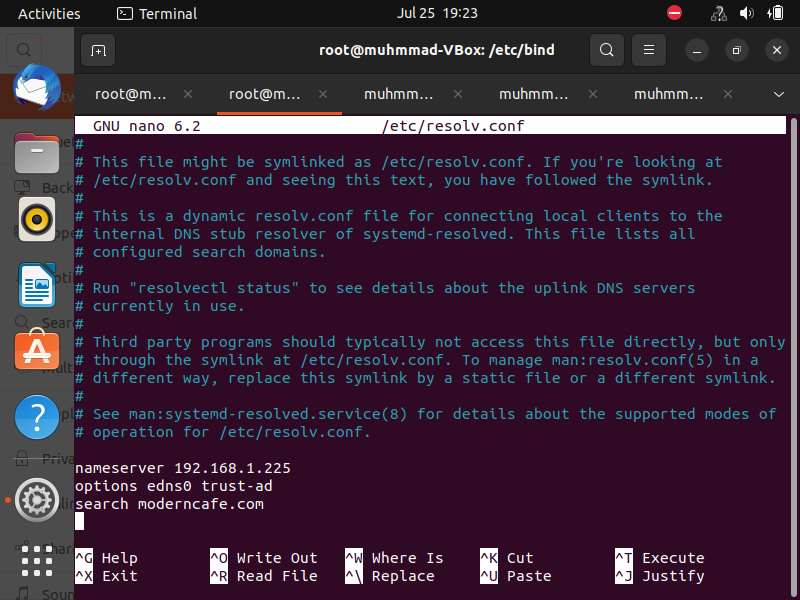 Activities
Terminal
Jul 25 19:23
root@muhmmad-VBox: /etc/bind
root@m...
root@m...
muhmm...
muhmm...
muhmm...
GNU nano 6.2
/etc/resolv.conf
#
# This file might be symlinked as /etc/resolv.conf. If you're looking at
# /etc/resolv.conf and seeing this text, you have followed the symlink.
#
# This is a dynamic resolv.conf file for connecting local clients to the
# internal DNS stub resolver of systemd-resolved. This file lists all
# configured search domains.
#
# Run "resolvectl status" to see details about the uplink DNS servers
# currently in use.
#
# Third party programs should typically not access this file directly, but only
# through the symlink at /etc/resolv.conf. To manage man:resolv.conf(5) in a
# different way, replace this symlink by a static file or a different symlink.
#
# See man:systemd-resolved.service(8) for details about the supported modes of
# operation for /etc/resolv.conf.
nameserver 192.168.1.225
options edns0 trust-ad
search moderncafe.com
^G Help ^O Write Out ^W Where Is ^K Cut ^T Execute
^X Exit ^R Read File ^\ Replace ^U Paste ^J Justify